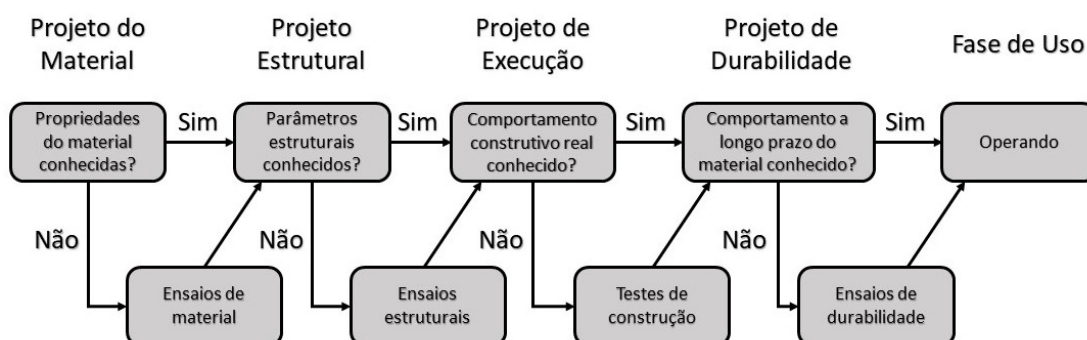 Projeto do
Material
Projeto
Estrutural
Projeto de
Execução
Projeto de
Durabilidade
Fase de Uso
Propriedades
do material
conhecidas?
Sim
Parâmetros
estruturais
conhecidos?
Sim
Comportamento
construtivo real
conhecido?
Sim
Comportamento a
longo prazo do
material conhecido?
Sim
Operando
Não
Ensaios de
material
Não
Ensaios
estruturais
Não
Testes de
construção
Não
Ensaios de
durabilidade